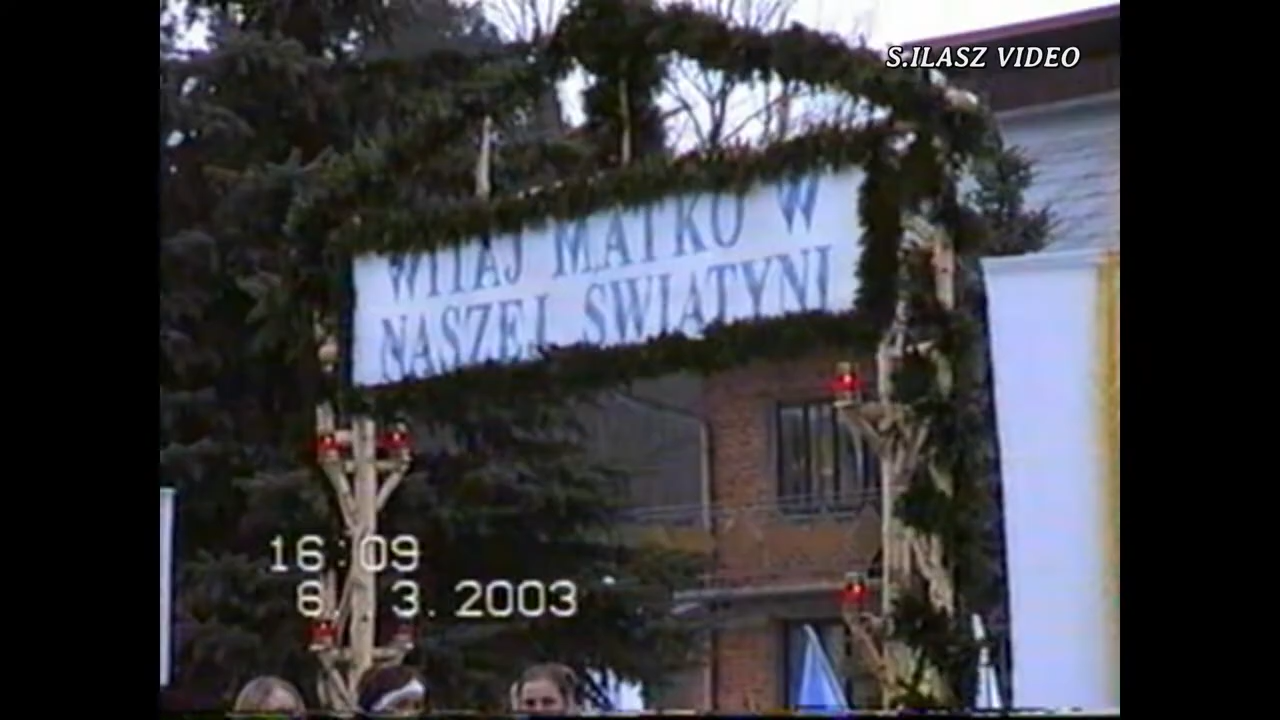 S.ILASZ VIDEO
WITAJ MATKO W
NASZEJ SWIATYNI
16:09
6. 3. 2003